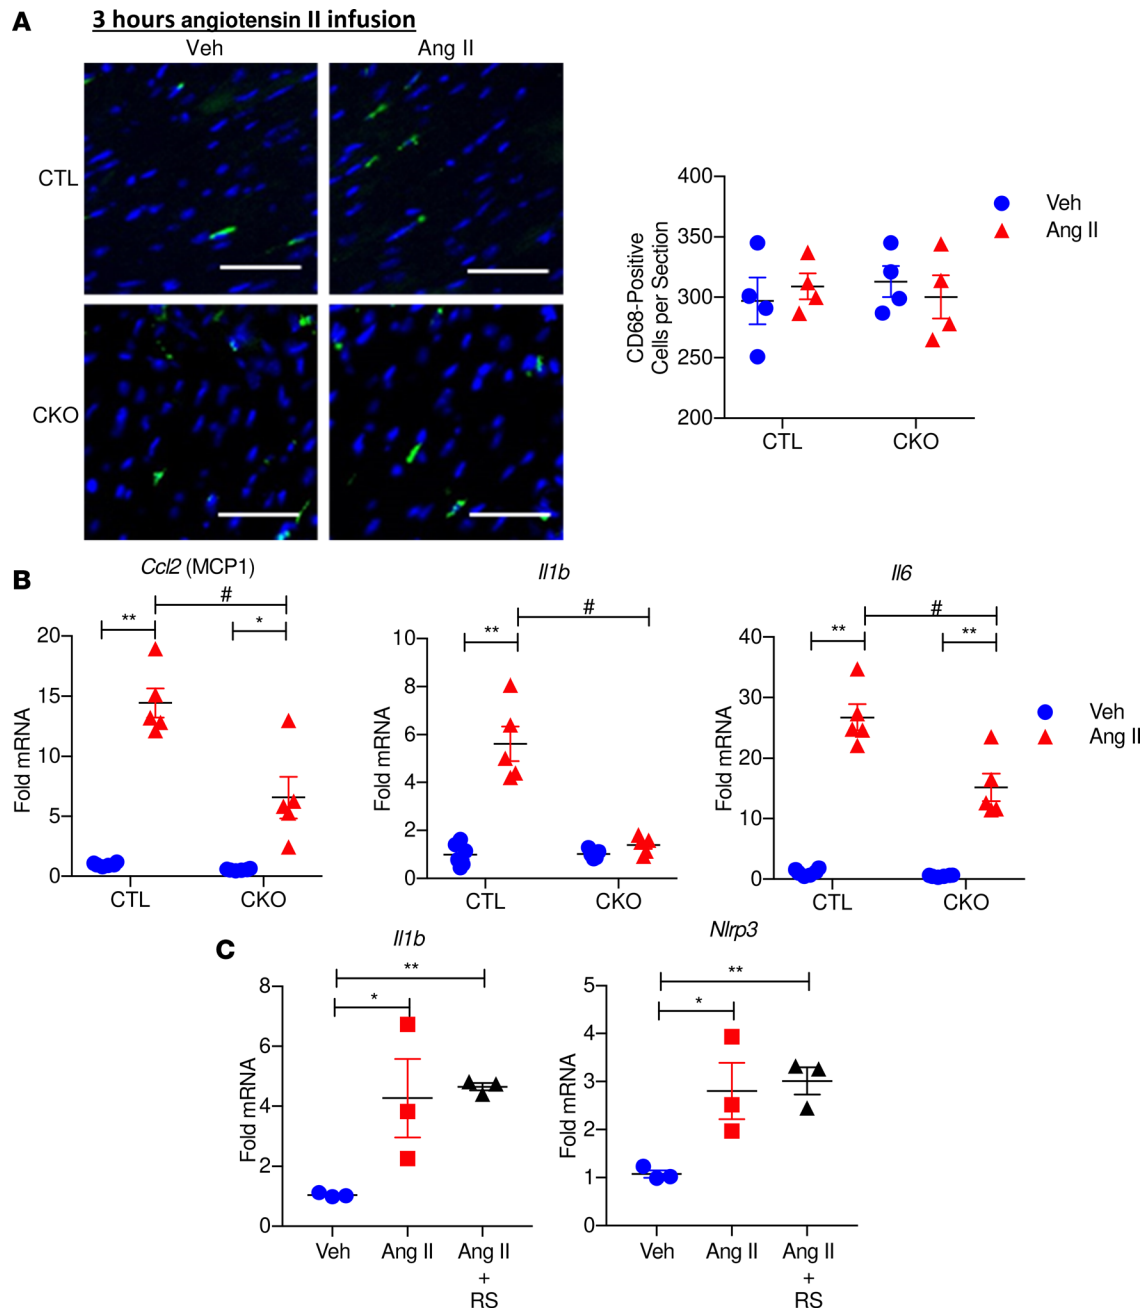 A
3 hours angiotensin II infusion
Veh
Ang II
CTL
CKO
400
350
300
250
200
CD68-Positive
Cells per Section
CTL
CKO
Veh
Ang II
B
Ccl2 (MCP1)
#
**
*
20
15
10
5
0
Fold mRNA
CTL
CKO
Il1b
#
**
10
8
6
4
2
0
Fold mRNA
CTL
CKO
Il6
#
**
**
40
30
20
10
0
Fold mRNA
CTL
CKO
Veh
Ang II
C
Il1b
**
*
8
6
4
2
0
Fold mRNA
Veh
Ang II
Ang II
+
RS
Nlrp3
**
*
5
4
3
2
1
0
Fold mRNA
Veh
Ang II
Ang II
+
RS